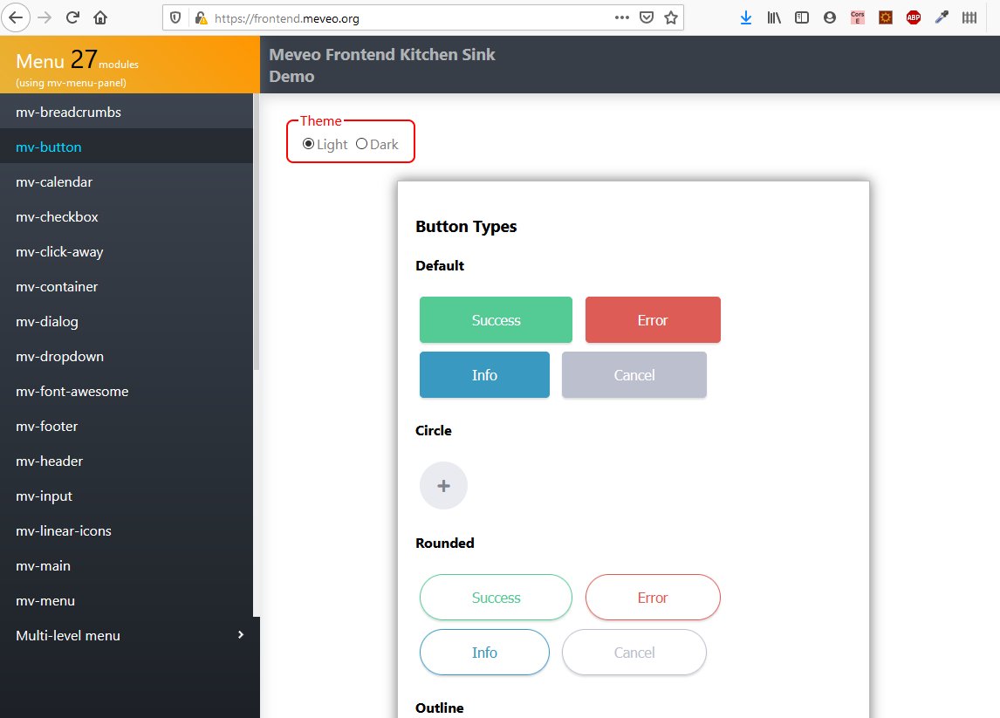 https://frontend.meveo.org
Cors
E
ABP
Menu 27 modules
(using mv-menu-panel)
mv-breadcrumbs
mv-button
mv-calendar
mv-checkbox
mv-click-away
mv-container
mv-dialog
mv-dropdown
mv-font-awesome
mv-footer
mv-header
mv-input
mv-linear-icons
mv-main
mv-menu
Multi-level menu
Meveo Frontend Kitchen Sink
Demo
Theme
Light Dark
Button Types
Default
Success Error
Info Cancel
Circle
+
Rounded
Success Error
Info Cancel
Outline